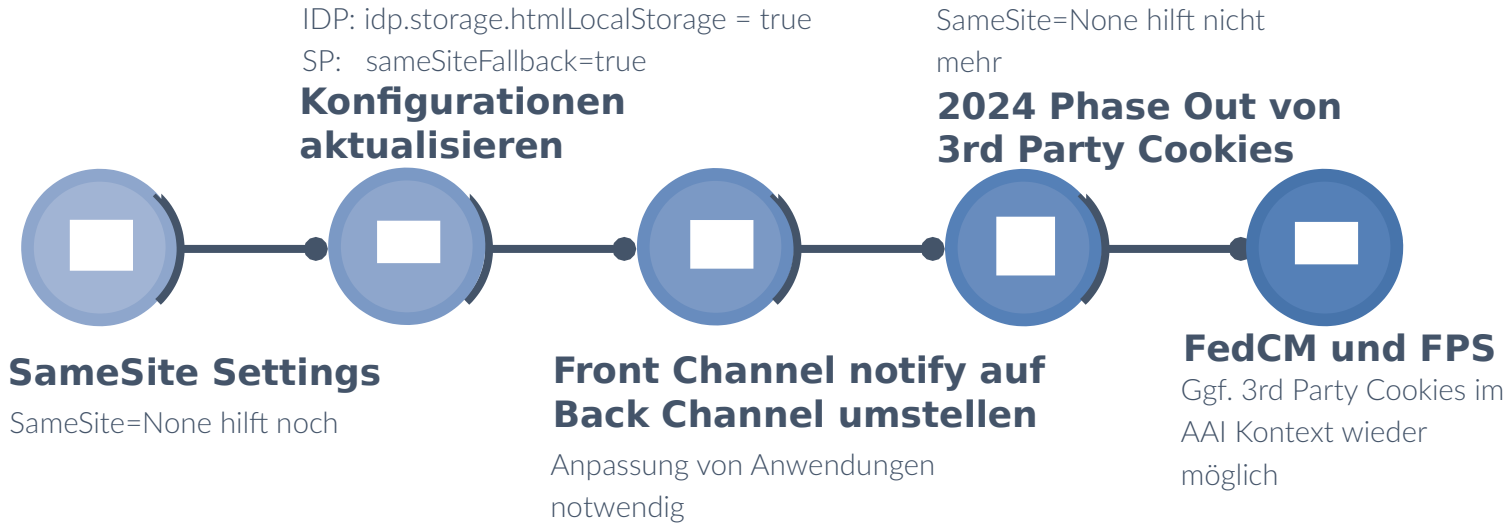 IDP: idp.storage.htmlLocalStorage = true
SP: sameSiteFallback=true
Konfigurationen
aktualisieren
SameSite=None hilft nicht
mehr
2024 Phase Out von
3rd Party Cookies
SameSite Settings
SameSite=None hilft noch
Front Channel notify auf
Back Channel umstellen
Anpassung von Anwendungen
notwendig
FedCM und FPS
Ggf. 3rd Party Cookies im
AAI Kontext wieder
möglich